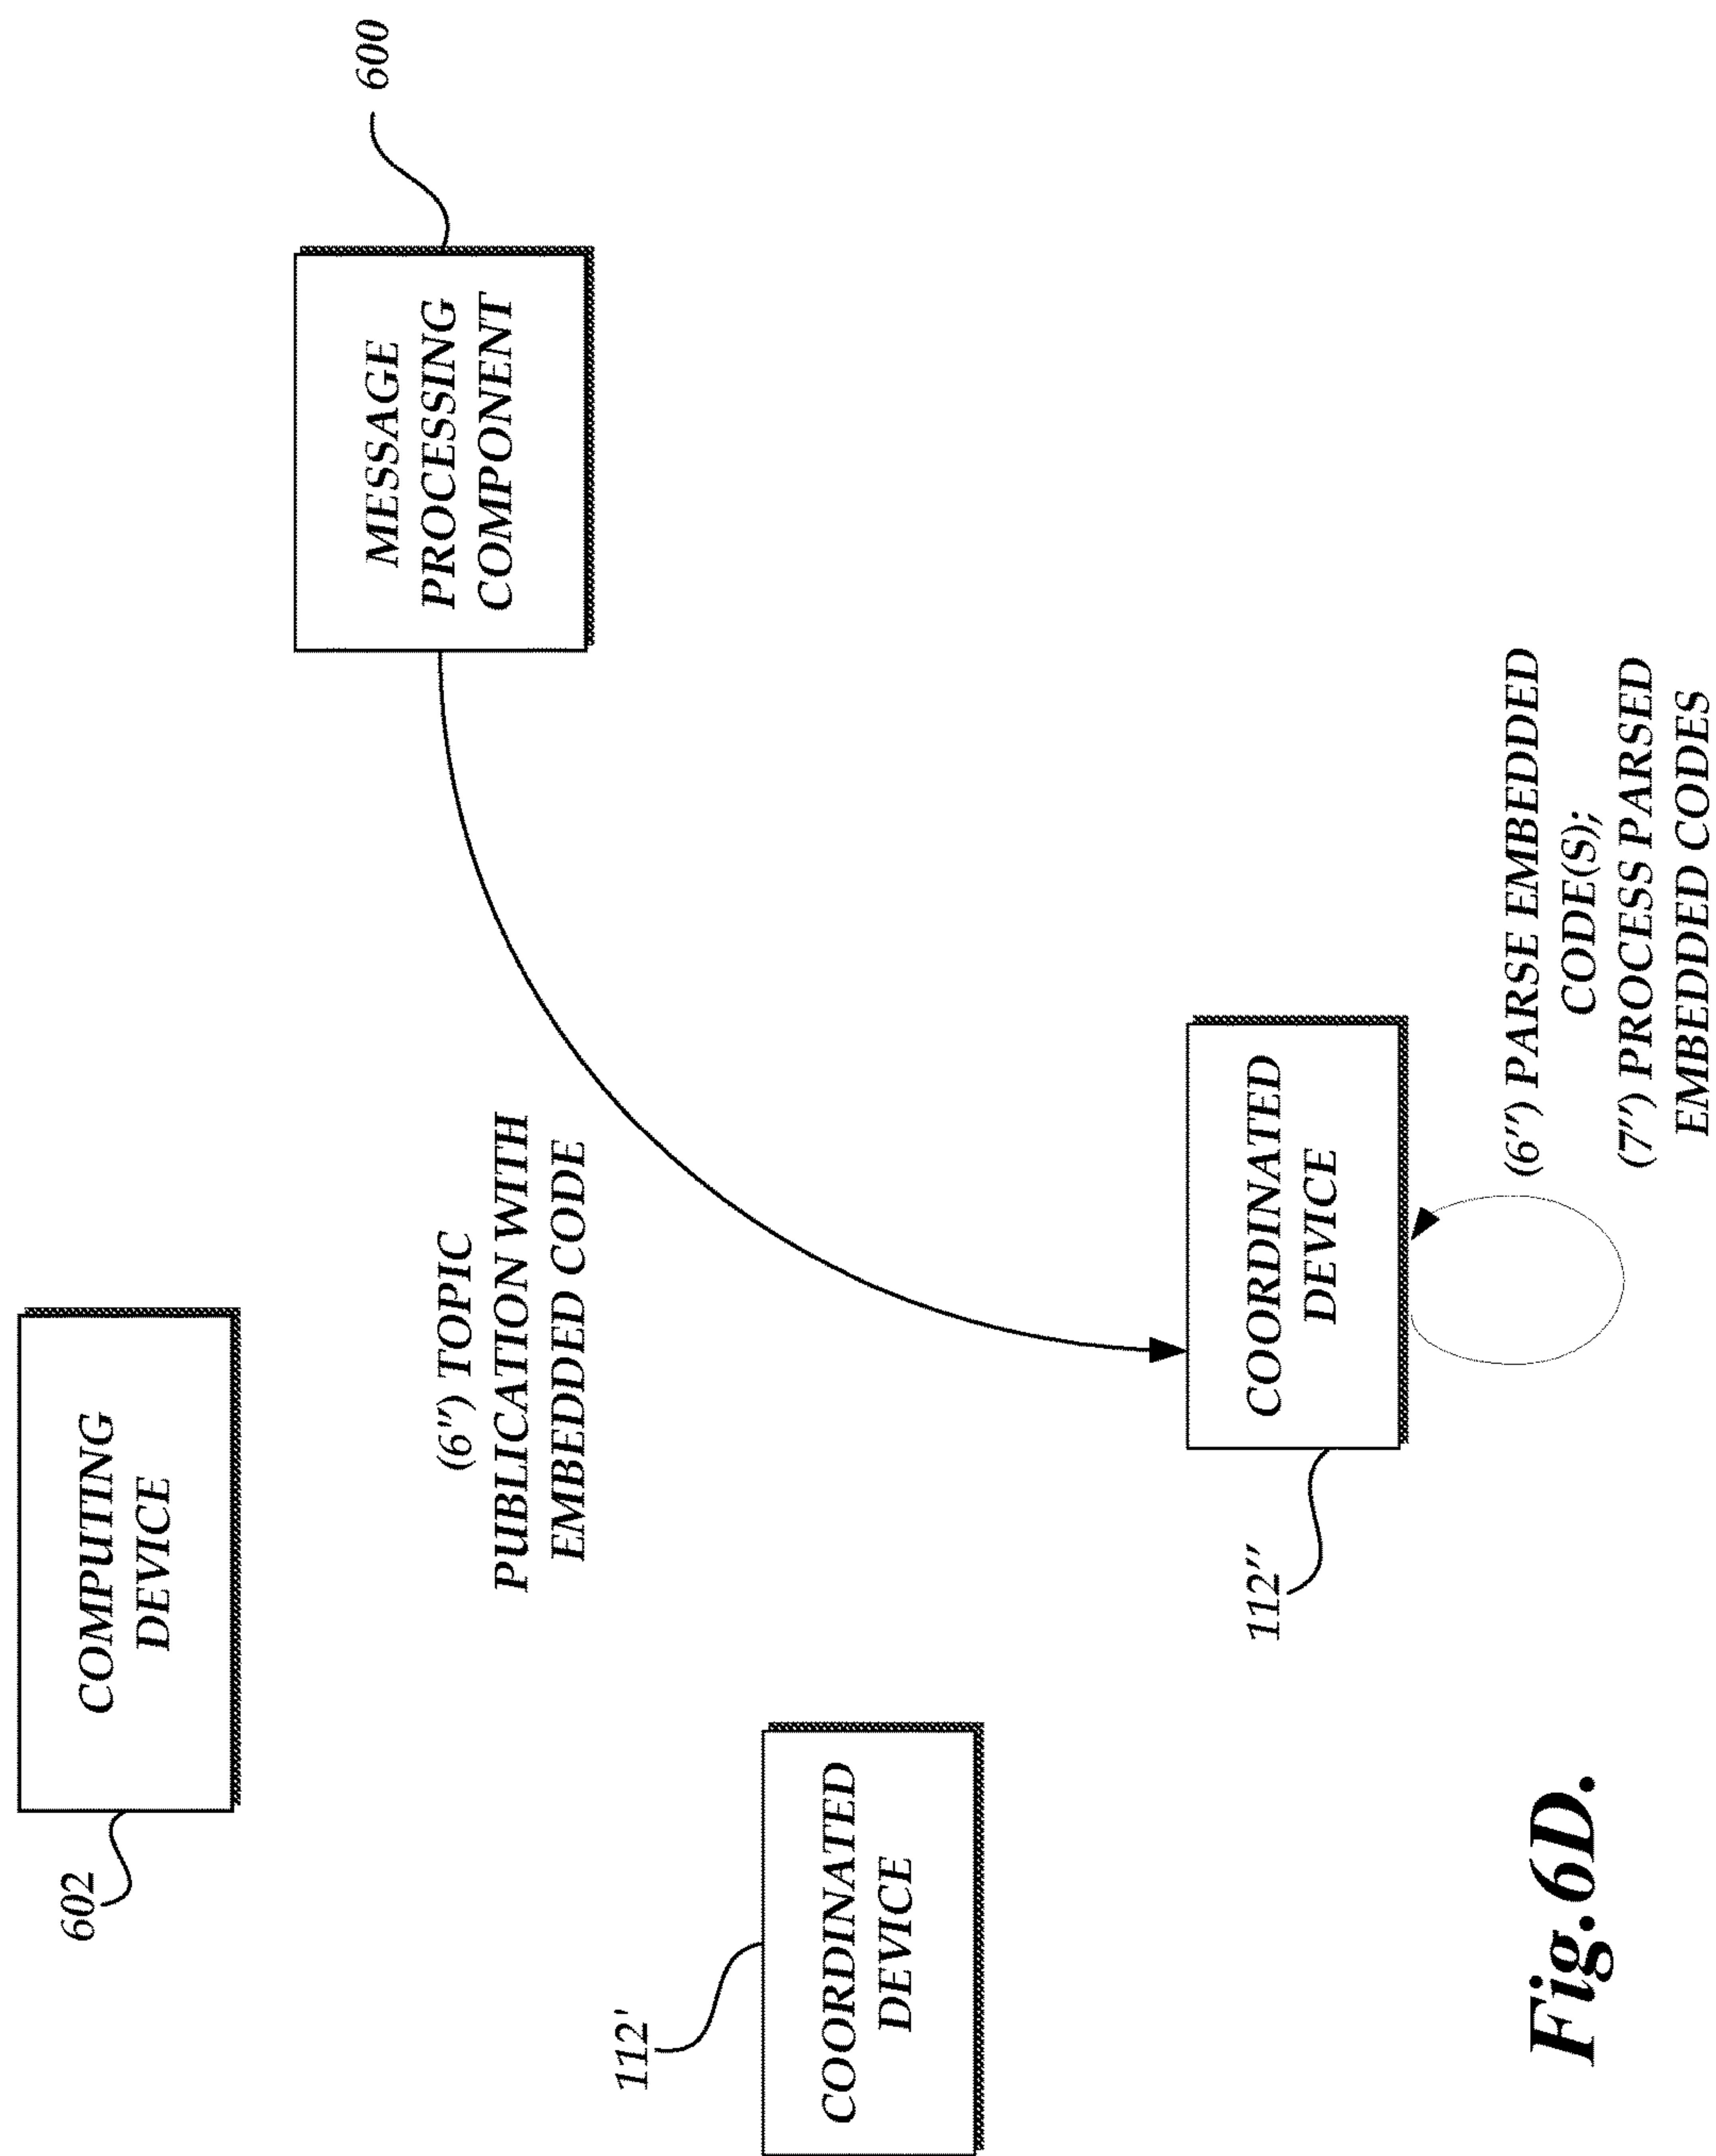 602
COMPUTING
DEVICE
(6") TOPIC
PUBLICATION WITH
EMBEDDED CODE
MESSAGE
PROCESSING
COMPONENT
600
112'
COORDINATED
DEVICE
112''
COORDINATED
DEVICE
(6'') PARSE EMBEDDED
CODE(S);
(7'') PROCESS PARSED
EMBEDDED CODES
Fig.6D.